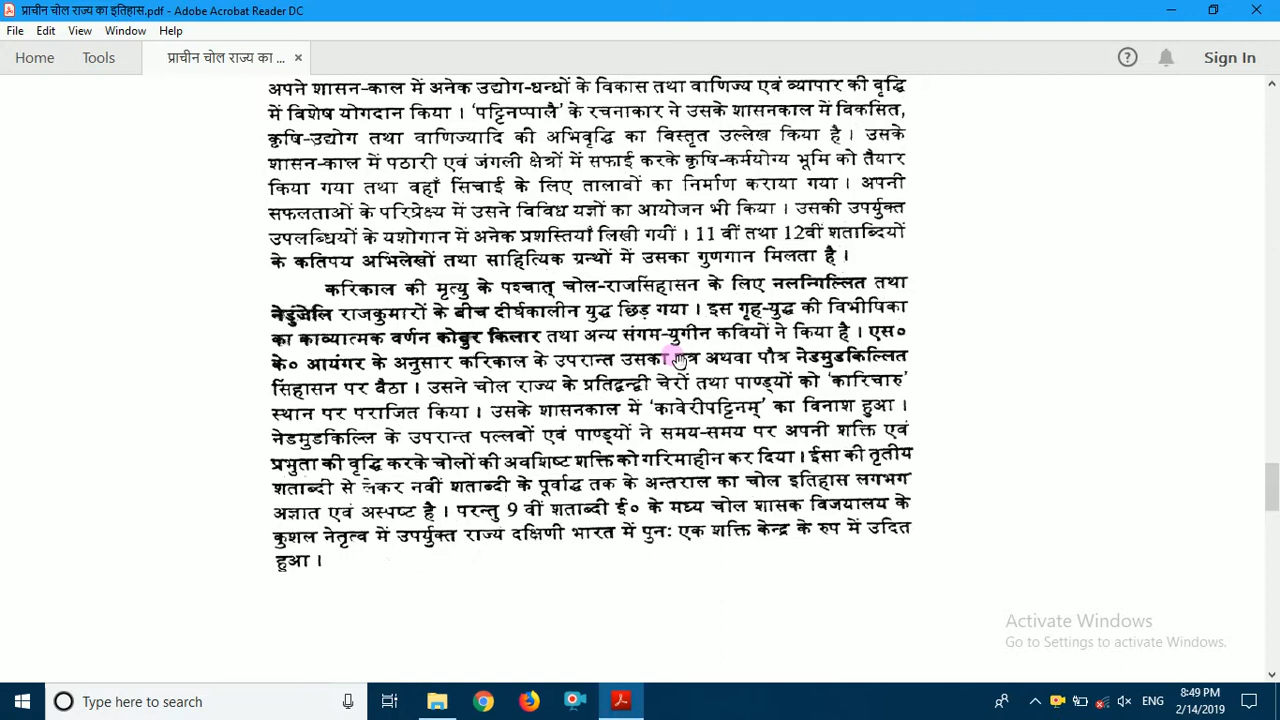 प्राचीन चोल राज्य का इतिहास.pdf - Adobe Acrobat Reader DC
File Edit View Window Help
Home Tools प्राचीन चोल राज्य का ... × Sign In
अपने शासन-काल में अनेक उद्योग-धन्धों के विकास तथा वाणिज्य एवं व्यापार की वृद्धि
में विशेष योगदान किया । 'पट्टिनप्पालै' के रचनाकार ने उसके शासनकाल में विकसित,
कृषि-उद्योग तथा वाणिज्यादि की अभिवृद्धि का विस्तृत उल्लेख किया है । उसके
शासन-काल में पठारी एवं जंगली क्षेत्रों में सफाई करके कृषि-कर्मयोग्य भूमि को तैयार
किया गया तथा वहाँ सिंचाई के लिए तालाबों का निर्माण कराया गया । अपनी
सफलताओं के परिप्रेक्ष्य में उसने विविध यज्ञों का आयोजन भी किया । उसकी उपर्युक्त
उपलब्धियों के यशोगान में अनेक प्रशस्तियाँ लिखी गयीं । 11 वीं तथा 12वीं शताब्दियों
के कतिपय अभिलेखों तथा साहित्यिक ग्रन्थों में उसका गुणगान मिलता है ।
करिकाल की मृत्यु के पश्चात् चोल-राजसिंहासन के लिए नलन्गिल्लित तथा
नेडुंजेलि राजकुमारों के बीच दीर्घकालीन युद्ध छिड़ गया । इस गृह-युद्ध की विभीषिका
का काव्यात्मक वर्णन कोवुर किलार तथा अन्य संगम-युगीन कवियों ने किया है । एस०
के० आयंगर के अनुसार करिकाल के उपरान्त उसका अथवा पौत्र नेडमुडकिल्लित
सिंहासन पर बैठा । उसने चोल राज्य के प्रतिद्वन्द्वी चेरों तथा पाण्ड्यों को 'कारिचारु'
स्थान पर पराजित किया । उसके शासनकाल में 'कावेरीपट्टिनम्' का विनाश हुआ ।
नेडमुडकिल्लि के उपरान्त पल्लबों एवं पाण्ड्यों ने समय-समय पर अपनी शक्ति एवं
प्रभुता की वृद्धि करके चोलों की अवशिष्ट शक्ति को गरिमाहीन कर दिया । ईसा की तृतीय
शताब्दी से लेकर नवीं शताब्दी के पूर्वाद्ध तक के अन्तराल का चोल इतिहास लगभग
अज्ञात एवं अस्पष्ट है । परन्तु 9 वीं शताब्दी ई० के मध्य चोल शासक विजयालय के
कुशल नेतृत्व में उपर्युक्त राज्य दक्षिणी भारत में पुनः एक शक्ति केन्द्र के रुप में उदित
हुआ ।
Activate Windows
Go to Settings to activate Windows.
Type here to search
ENG
8:49 PM
2/14/2019